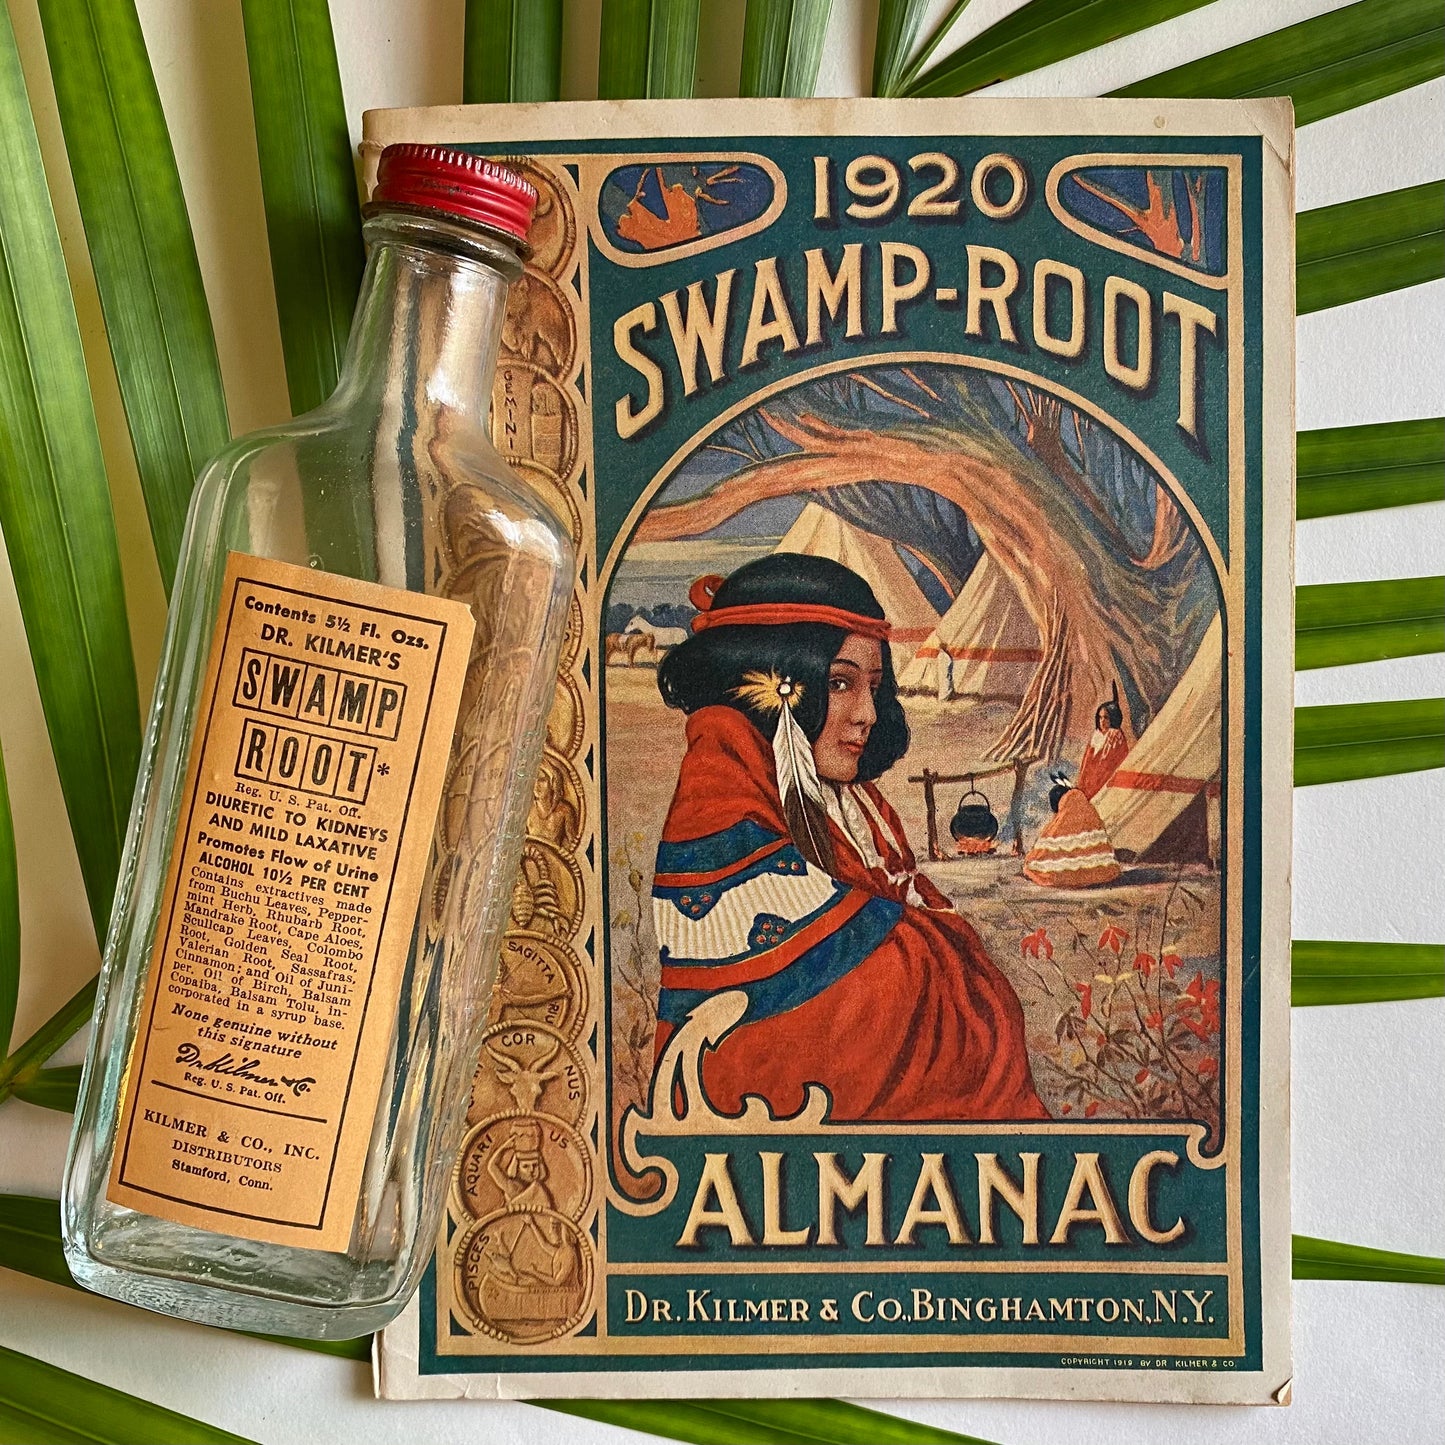 Contents 5½ Fl. Ozs.
DR. KILMER'S
SWAMP
ROOT*
Reg. U. S. Pat. Off.
DIURETIC TO KIDNEYS
AND MILD LAXATIVE
Promotes Flow of Urine
ALCOHOL 10½ PER CENT
Contains extractives made
from Buchu Leaves, Pepper-
mint Herb, Rhubarb Root,
Mandrake Root, Cape Aloes,
Scullcap Leaves, Colombo
Root, Golden Seal Root,
Valerian Root, Sassafras,
Cinnamon; and Oil of Juni-
per, Oil of Birch, Balsam
Copaiba, Balsam Tolu, in-
corporated in a syrup base.
None genuine without
this signature
Dr. Kilmer & Co.
Reg. U. S. Pat. Off.
KILMER & CO., INC.
DISTRIBUTORS
Stamford, Conn.
1920
SWAMP-ROOT
ALMANAC
DR. KILMER & CO., BINGHAMTON, N.Y.
COPYRIGHT 1919 BY DR KILMER & CO.
GEMINI
SAGITTA
RIU
COR
NUS
AQUARI
US
PISCES